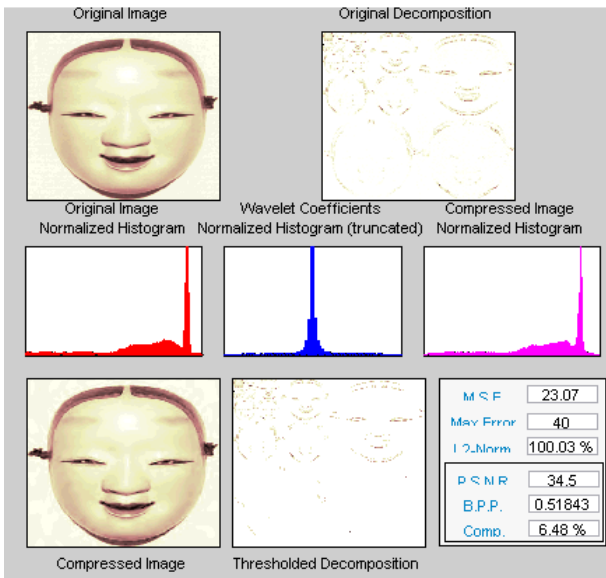 Original Image
Original Decomposition
Original Image
Normalized Histogram
Wavelet Coefficients
Normalized Histogram (truncated)
Compressed Image
Normalized Histogram
M.S.E. 23.07
Max Error 40
L2-Norm 100.03 %
P.S.N.R. 34.5
B.P.P. 0.51843
Comp. 6.48 %
Compressed Image
Thresholded Decomposition